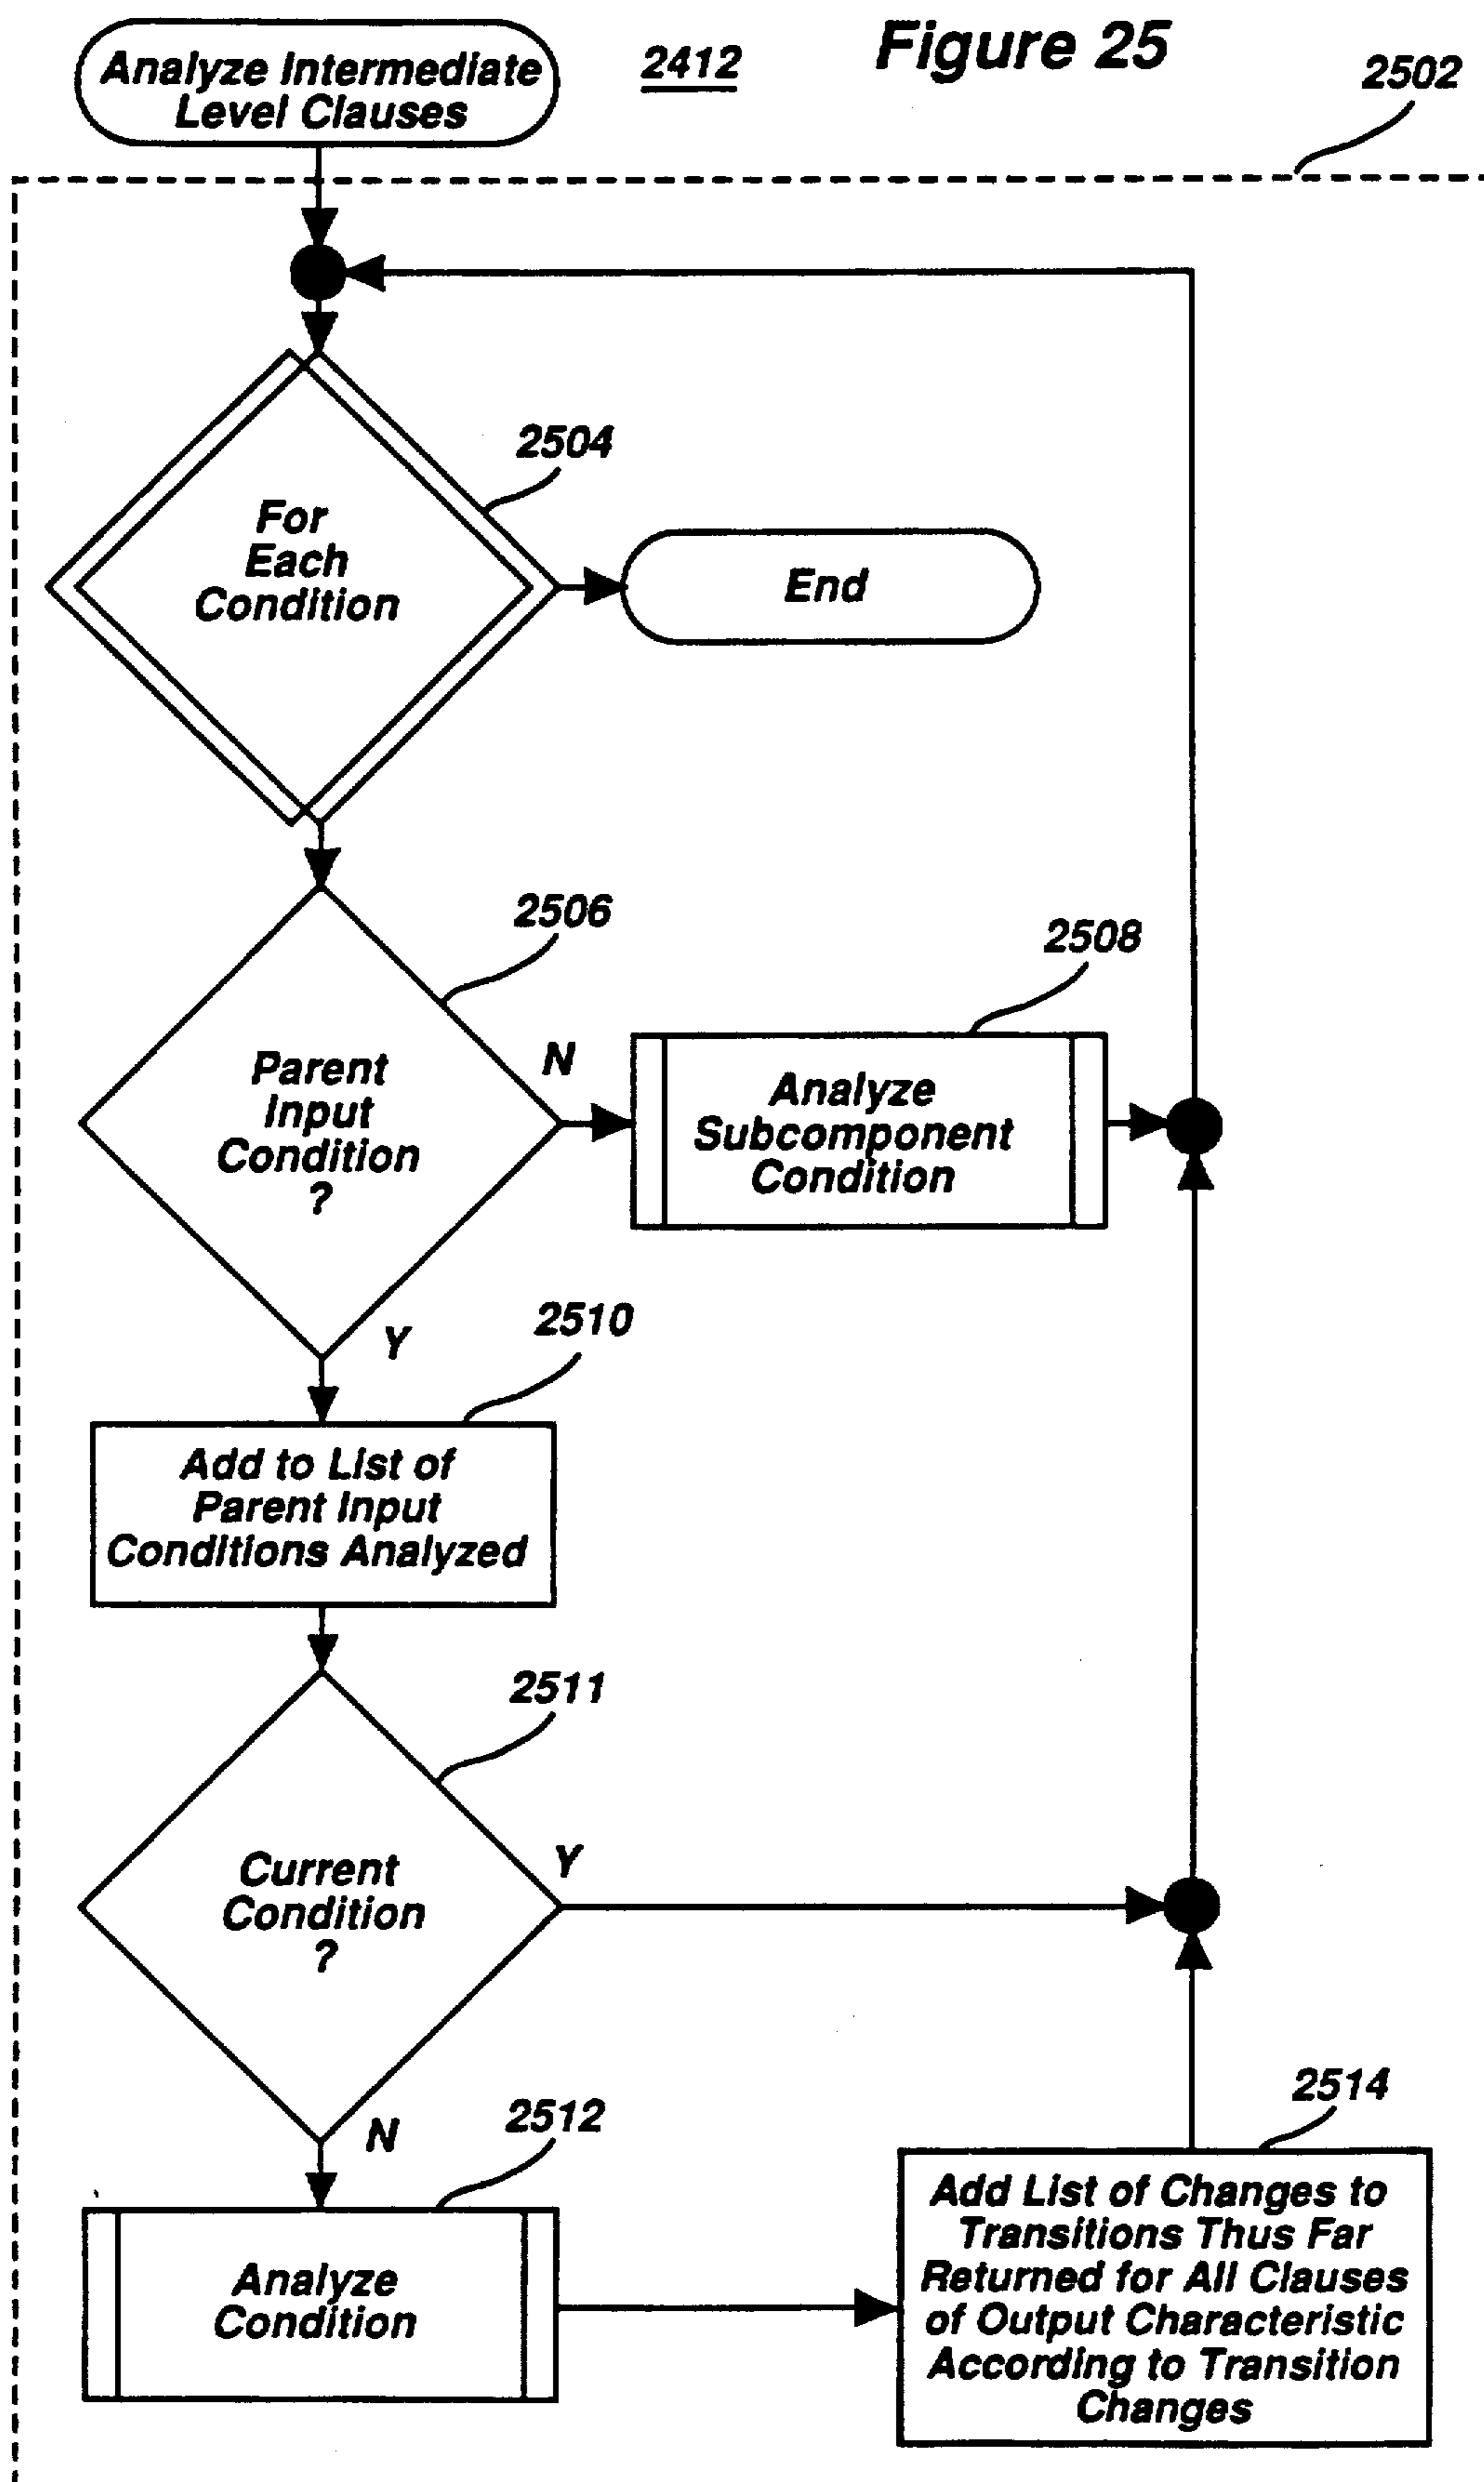 Figure 25
Analyze Intermediate
Level Clauses
2412
2502
2504
For
Each
Condition
End
2506
Parent
Input
Condition
?
N
Y
2508
Analyze
Subcomponent
Condition
2510
Add to List of
Parent Input
Conditions Analyzed
2511
Current
Condition
?
Y
N
2512
Analyze
Condition
2514
Add List of Changes to
Transitions Thus Far
Returned for All Clauses
of Output Characteristic
According to Transition
Changes